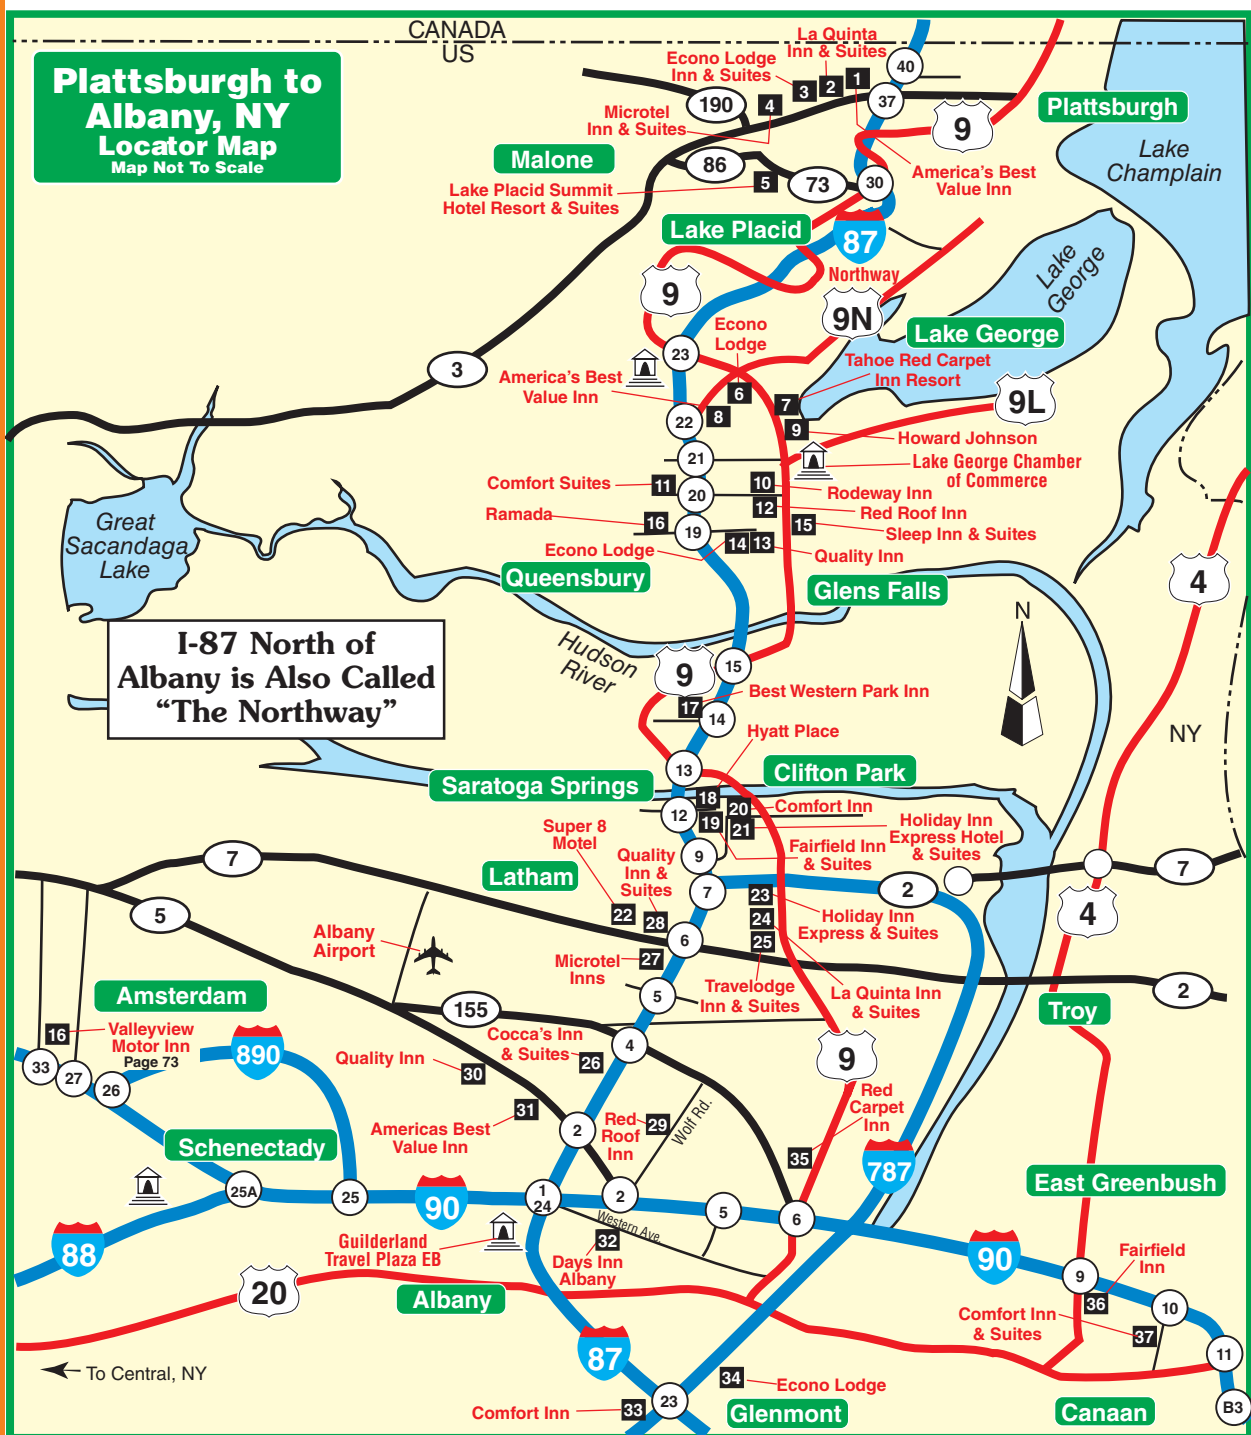 CANADA
US
Plattsburgh to
Albany, NY
Locator Map
Map Not To Scale
La Quinta
Inn & Suites
Econo Lodge
Inn & Suites
3
2
1
40
37
190
4
Microtel
Inn & Suites
9
Plattsburgh
Lake
Champlain
Malone
86
73
5
30
America's Best
Value Inn
Lake Placid Summit
Hotel Resort & Suites
Lake Placid
87
Northway
Lake
George
9
9N
Lake George
Econo
Lodge
23
3
Tahoe Red Carpet
Inn Resort
America's Best
Value Inn
6
7
8
9
9L
22
Howard Johnson
21
Lake George Chamber
of Commerce
Comfort Suites
11
20
10
Rodeway Inn
12
Red Roof Inn
Ramada
16
19
15
Sleep Inn & Suites
Econo Lodge
14
13
Quality Inn
Great
Sacandaga
Lake
Queensbury
Glens Falls
4
N
I-87 North of
Albany is Also Called
“The Northway”
Hudson
River
9
15
Best Western Park Inn
17
14
Hyatt Place
NY
13
Clifton Park
Saratoga Springs
18
20
Comfort Inn
12
19
21
Holiday Inn
Express Hotel
& Suites
Super 8
Motel
Fairfield Inn
& Suites
9
7
Quality
Inn &
Suites
Latham
7
2
7
5
22
28
23
Holiday Inn
Express & Suites
24
25
4
Albany
Airport
6
Microtel
Inns
27
Travelodge
Inn & Suites
La Quinta Inn
& Suites
2
Amsterdam
5
155
Troy
16
Valleyview
Motor Inn
Page 73
890
Cocca's Inn
& Suites
26
4
9
33
27
26
Quality Inn
30
Red
Carpet
Inn
31
Americas Best
Value Inn
2
Red
Roof
Inn
29
Wolf Rd.
35
787
Schenectady
East Greenbush
25A
25
90
1
24
2
5
6
Western Ave.
88
Guilderland
Travel Plaza EB
32
Days Inn
Albany
90
Fairfield
Inn
9
36
10
20
Albany
Comfort Inn
& Suites
37
87
11
To Central, NY
34
Econo Lodge
Comfort Inn
33
23
Glenmont
Canaan
B3